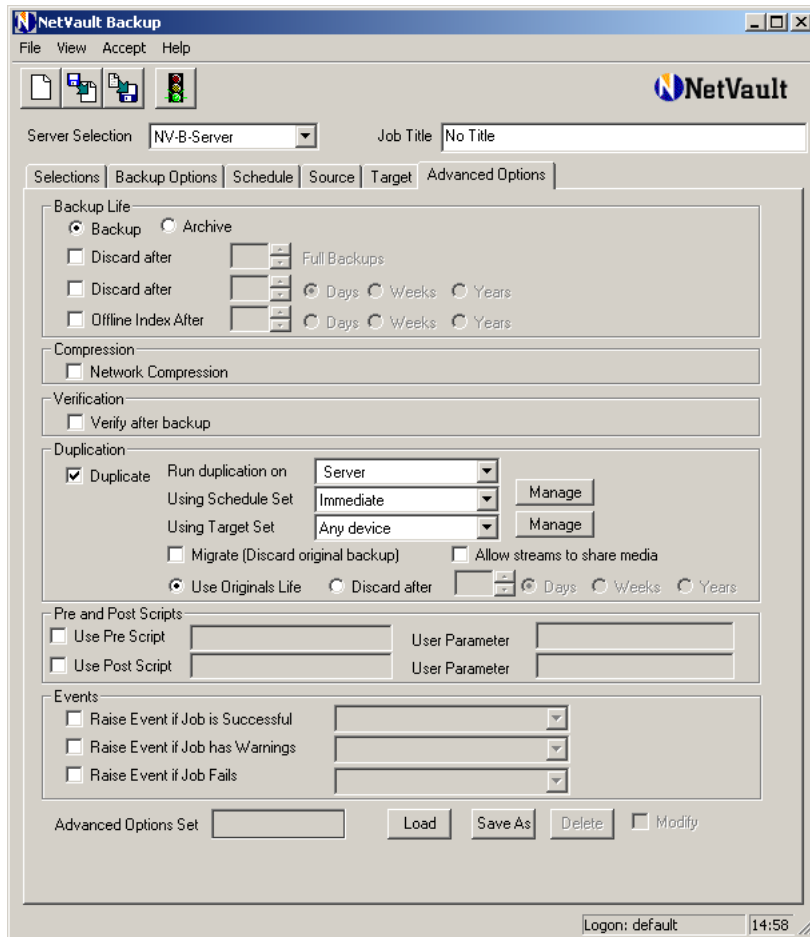 NetVault Backup
File View Accept Help
NetVault
Server Selection NV-B-Server Job Title No Title
Selections Backup Options Schedule Source Target Advanced Options
Backup Life
Backup Archive
Discard after Full Backups
Discard after Days Weeks Years
Offline Index After Days Weeks Years
Compression
Network Compression
Verification
Verify after backup
Duplication
Duplicate Run duplication on Server
Using Schedule Set Immediate Manage
Using Target Set Any device Manage
Migrate (Discard original backup) Allow streams to share media
Use Originals Life Discard after Days Weeks Years
Pre and Post Scripts
Use Pre Script User Parameter
Use Post Script User Parameter
Events
Raise Event if Job is Successful
Raise Event if Job has Warnings
Raise Event if Job Fails
Advanced Options Set Load Save As Delete Modify
Logon: default 14:58